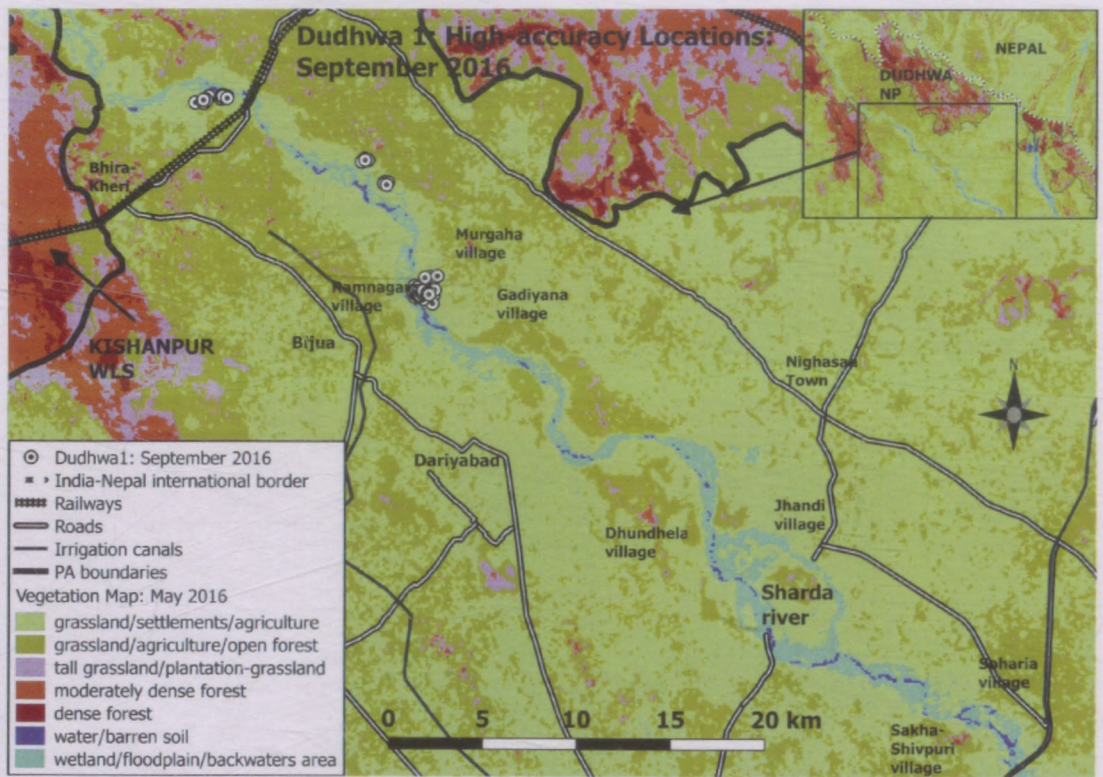 Dudhwa 1: High-accuracy Locations:
September 2016
NEPAL
DUDHWA
NP
Bhira-
Kheri
Murgaha
village
Ramnagar
village
Gadiyana
village
Bijua
KISHANPUR
WLS
Nighasan
Town
N
Dariyabad
Jhandi
village
Dhundhela
village
Sharda
river
Soharia
village
Sakha-
Shivpuri
village
0 5 10 15 20 km
Dudhwa1: September 2016
India-Nepal international border
Railways
Roads
Irrigation canals
PA boundaries
Vegetation Map: May 2016
grassland/settlements/agriculture
grassland/agriculture/open forest
tall grassland/plantation-grassland
moderately dense forest
dense forest
water/barren soil
wetland/floodplain/backwaters area